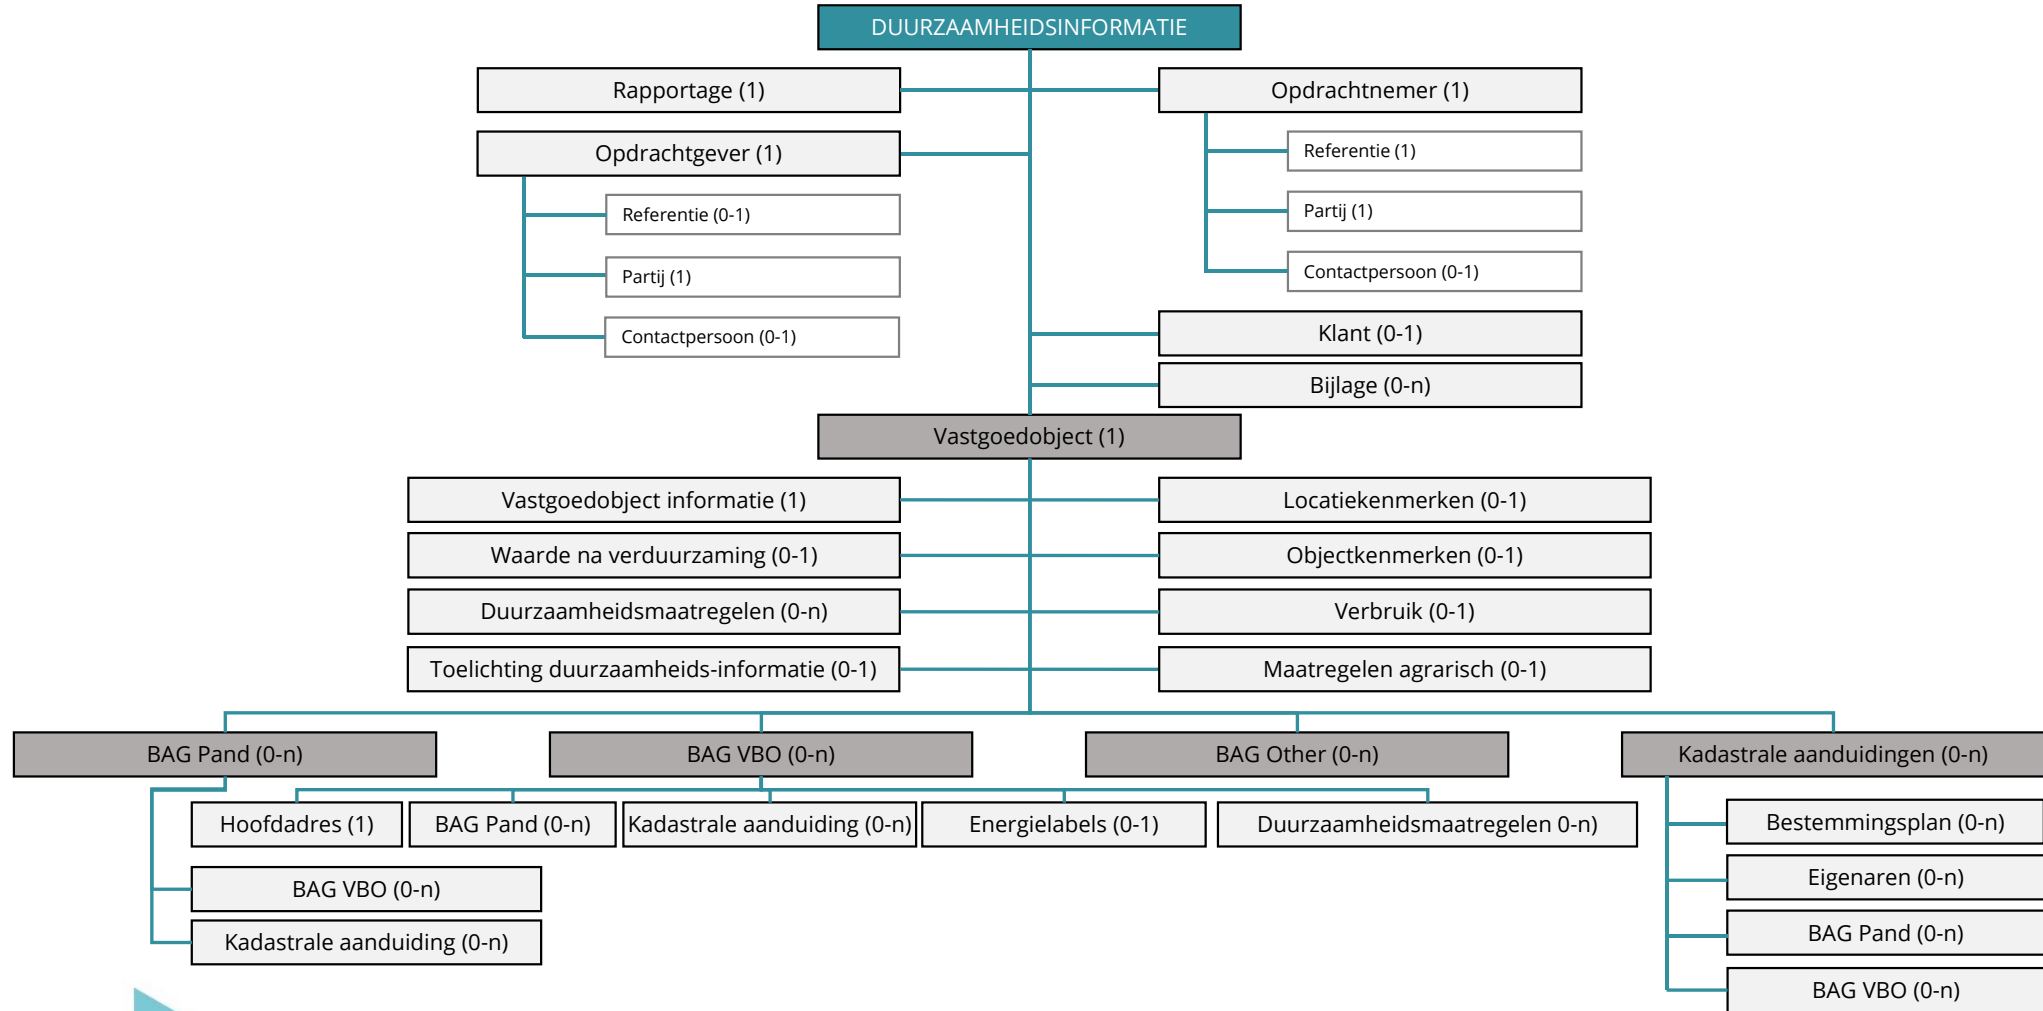 DUURZAAMHEIDSINFORMATIE
Rapportage (1)
Opdrachtnemer (1)
Opdrachtgever (1)
Referentie (1)
Referentie (0-1)
Partij (1)
Partij (1)
Contactpersoon (0-1)
Contactpersoon (0-1)
Klant (0-1)
Bijlage (0-n)
Vastgoedobject (1)
Vastgoedobject informatie (1)
Locatiekenmerken (0-1)
Waarde na verduurzaming (0-1)
Objectkenmerken (0-1)
Duurzaamheidsmaatregelen (0-n)
Verbruik (0-1)
Toelichting duurzaamheids-informatie (0-1)
Maatregelen agrarisch (0-1)
BAG Pand (0-n)
BAG VBO (0-n)
BAG Other (0-n)
Kadastrale aanduidingen (0-n)
Hoofdadres (1)
BAG Pand (0-n)
Kadastrale aanduiding (0-n)
Energielabels (0-1)
Duurzaamheidsmaatregelen 0-n)
Bestemmingsplan (0-n)
BAG VBO (0-n)
Eigenaren (0-n)
Kadastrale aanduiding (0-n)
BAG Pand (0-n)
BAG VBO (0-n)